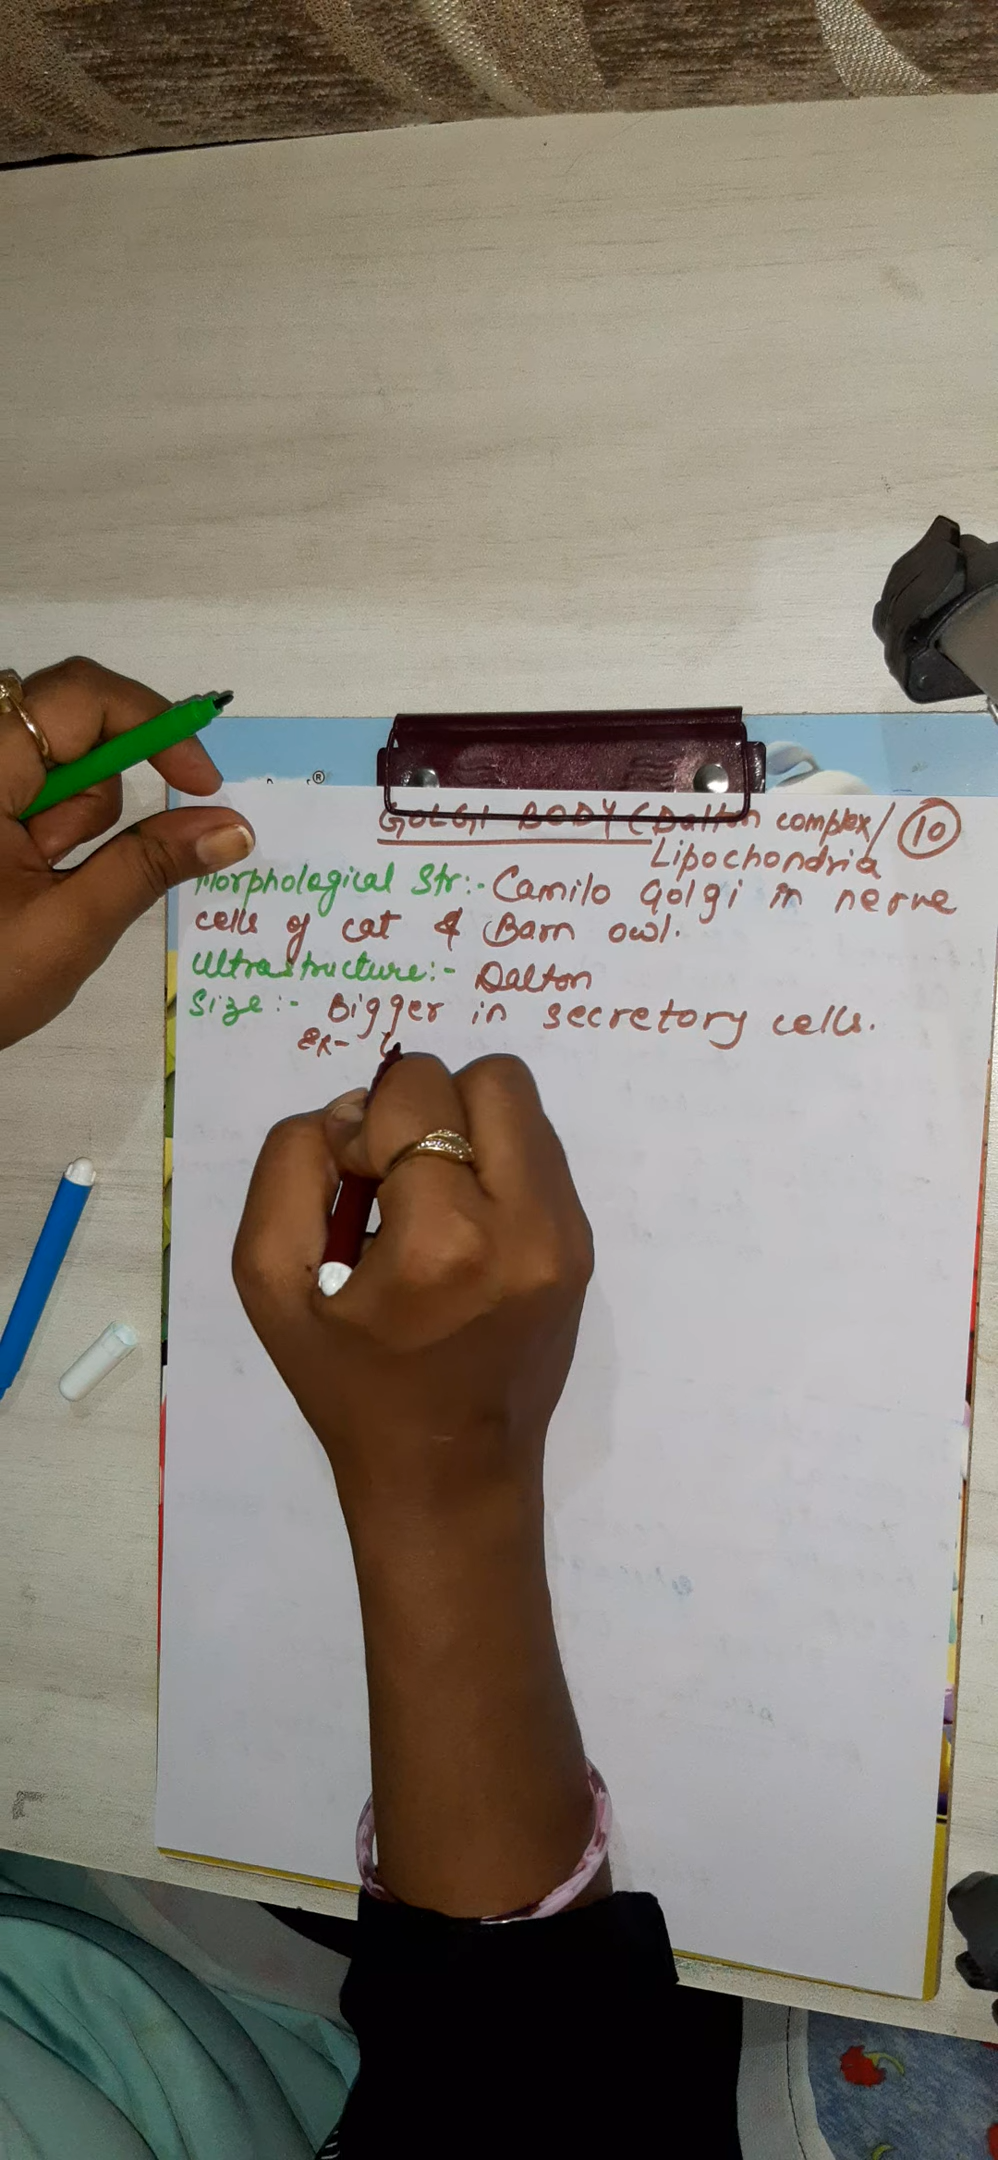 GOLGI BODY (Dalton complex/ 10
Lipochondria
Morphological Str:- Camilo Golgi in nerve
cells of cat & Barn owl.
Ultrastructure:- Dalton
Size:- Bigger in secretory cells.
Ex-